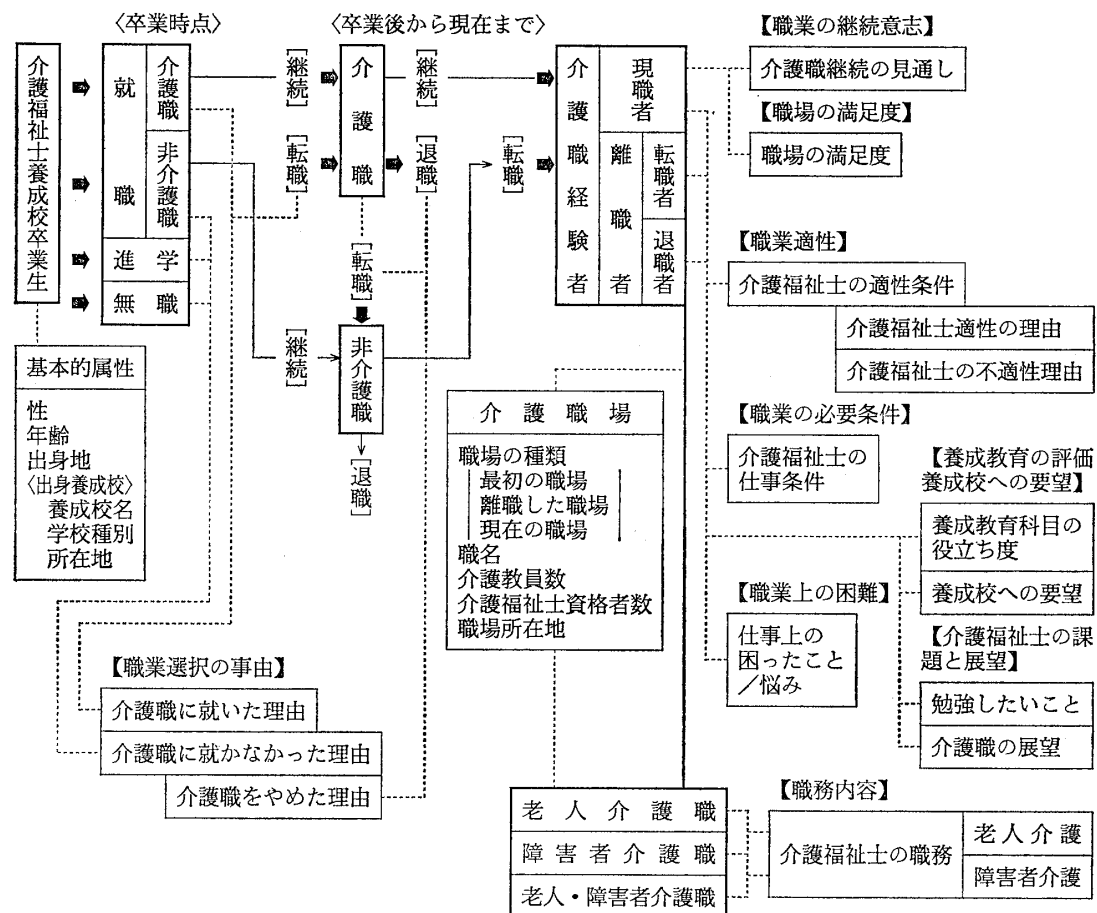 〈卒業時点〉
〈卒業後から現在まで〉
介護福祉士養成校卒業生
就職
介護職
非介護職
進学
無職
[継続]
[転職]
[継続]
介護職
[継続]
[退職]
[転職]
非介護職
[退職]
[転職]
介護職経験者
現職者
離職者
転職者
退職者
基本的属性
性
年齢
出身地
〈出身養成校〉
養成校名
学校種別
所在地
【職業選択の事由】
介護職に就いた理由
介護職に就かなかった理由
介護職をやめた理由
介護職場
職場の種類
最初の職場
離職した職場
現在の職場
職名
介護教員数
介護福祉士資格者数
職場所在地
老人介護職
障害者介護職
老人・障害者介護職
【職業の継続意志】
介護職継続の見通し
【職場の満足度】
職場の満足度
【職業適性】
介護福祉士の適性条件
介護福祉士適性の理由
介護福祉士の不適性理由
【職業の必要条件】
介護福祉士の
仕事条件
【職業上の困難】
仕事上の
困ったこと
／悩み
【養成教育の評価
養成校への要望】
養成教育科目の
役立ち度
養成校への要望
【介護福祉士の課
題と展望】
勉強したいこと
介護職の展望
【職務内容】
介護福祉士の職務
老人介護
障害者介護